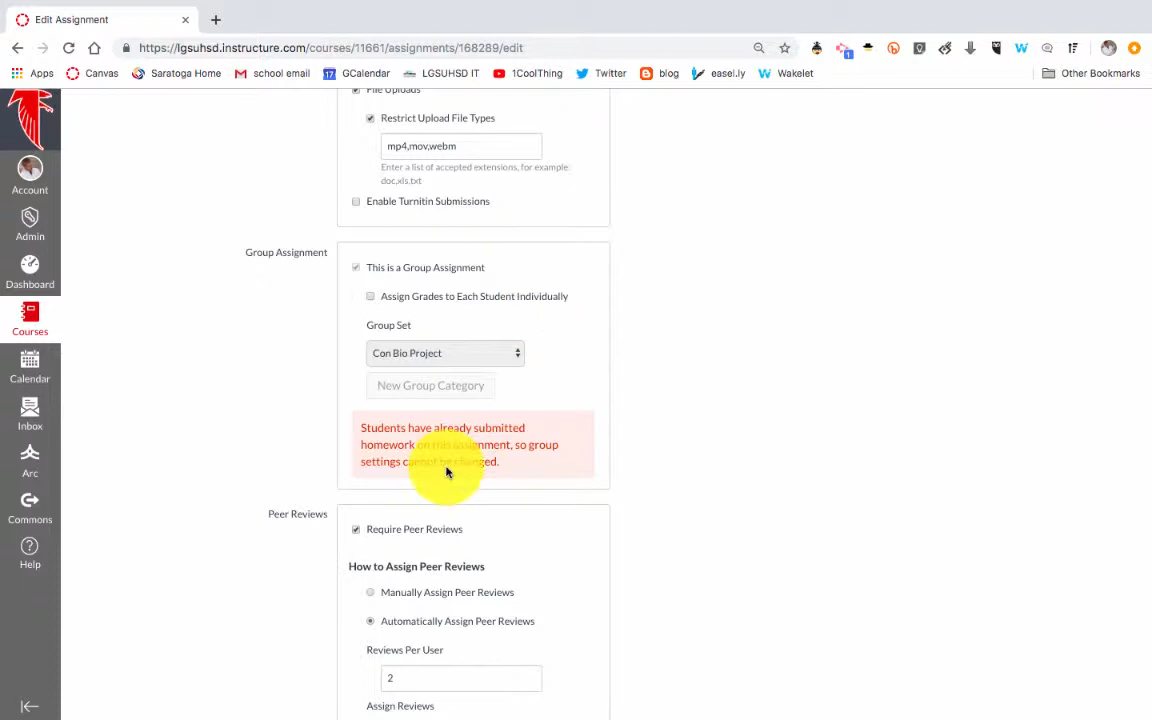 Edit Assignment
https://lgsuhsd.instructure.com/courses/11661/assignments/168289/edit
1
Apps
Canvas
Saratoga Home
school email
17
GCalendar
LGSUHSD IT
1CoolThing
Twitter
blog
easel.ly
Wakelet
Other Bookmarks
Account
Admin
Dashboard
Courses
Calendar
Inbox
Arc
Commons
Help
File Uploads
Restrict Upload File Types
mp4,mov,webm
Enter a list of accepted extensions, for example:
doc,xls,txt
Enable Turnitin Submissions
Group Assignment
This is a Group Assignment
Assign Grades to Each Student Individually
Group Set
Con Bio Project
New Group Category
Students have already submitted
homework on this assignment, so group
settings cannot be changed.
Peer Reviews
Require Peer Reviews
How to Assign Peer Reviews
Manually Assign Peer Reviews
Automatically Assign Peer Reviews
Reviews Per User
2
Assign Reviews